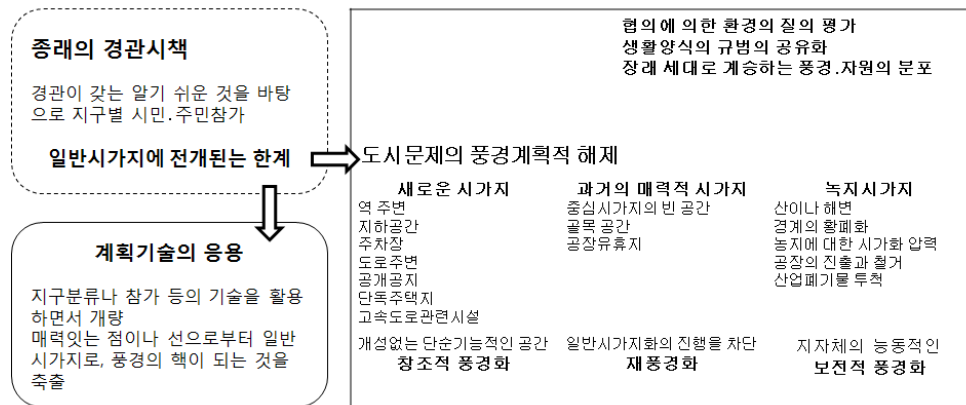 종래의 경관시책
경관이 갖는 알기 쉬운 것을 바탕
으로 지구별 시민.주민참가
일반시가지에 전개되는 한계
계획기술의 응용
지구분류나 참가 등의 기술을 활용
하면서 개량
매력잇는 점이나 선으로부터 일반
시가지로, 풍경의 핵이 되는 것을
축출
협의에 의한 환경의 질의 평가
생활양식의 규범의 공유화
장래 세대로 계승하는 풍경.자원의 분포
도시문제의 풍경계획적 해제
새로운 시가지
역 주변
지하공간
주차장
도로주변
공개공지
단독주택지
고속도로관련시설
개성없는 단순기능적인 공간
창조적 풍경화
과거의 매력적 시가지
중심시가지의 빈 공간
골목 공간
공장유휴지
일반시가지화의 진행을 차단
재풍경화
녹지시가지
산이나 해변
경계의 황폐화
농지에 대한 시가화 압력
공장의 진출과 철거
산업폐기물 투척
지자체의 능동적인
보전적 풍경화